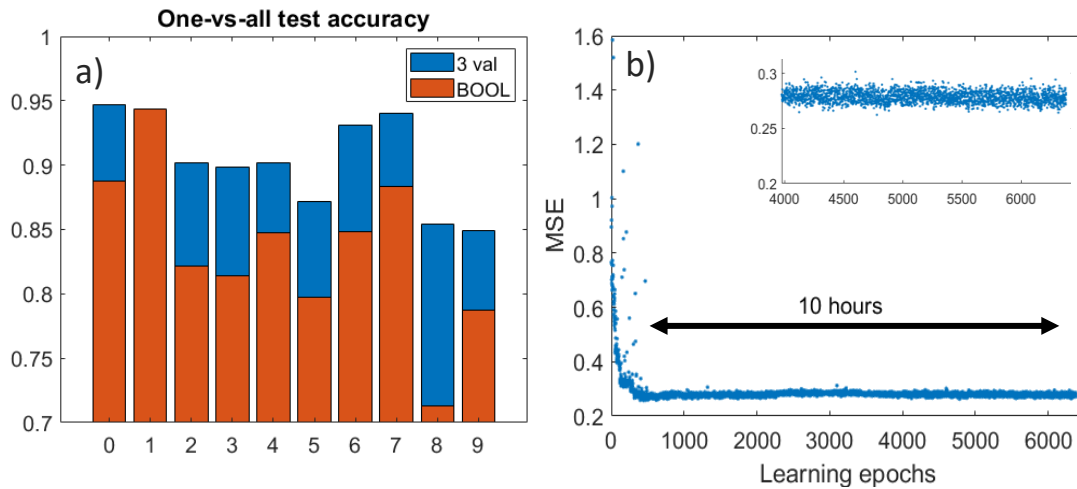 One-vs-all test accuracy
a)
3 val
BOOL
1
0.95
0.9
0.85
0.8
0.75
0.7
0 1 2 3 4 5 6 7 8 9
b)
MSE
1.6
1.4
1.2
1
0.8
0.6
0.4
0.2
0 1000 2000 3000 4000 5000 6000
Learning epochs
10 hours
0.3
0.25
0.2
4000 4500 5000 5500 6000